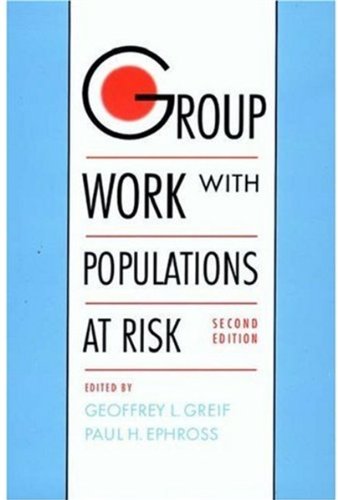 GROUP
WORK WITH
POPULATIONS
AT RISK SECOND
EDITION
EDITED BY
GEOFFREY L. GREIF
PAUL H. EPHROSS